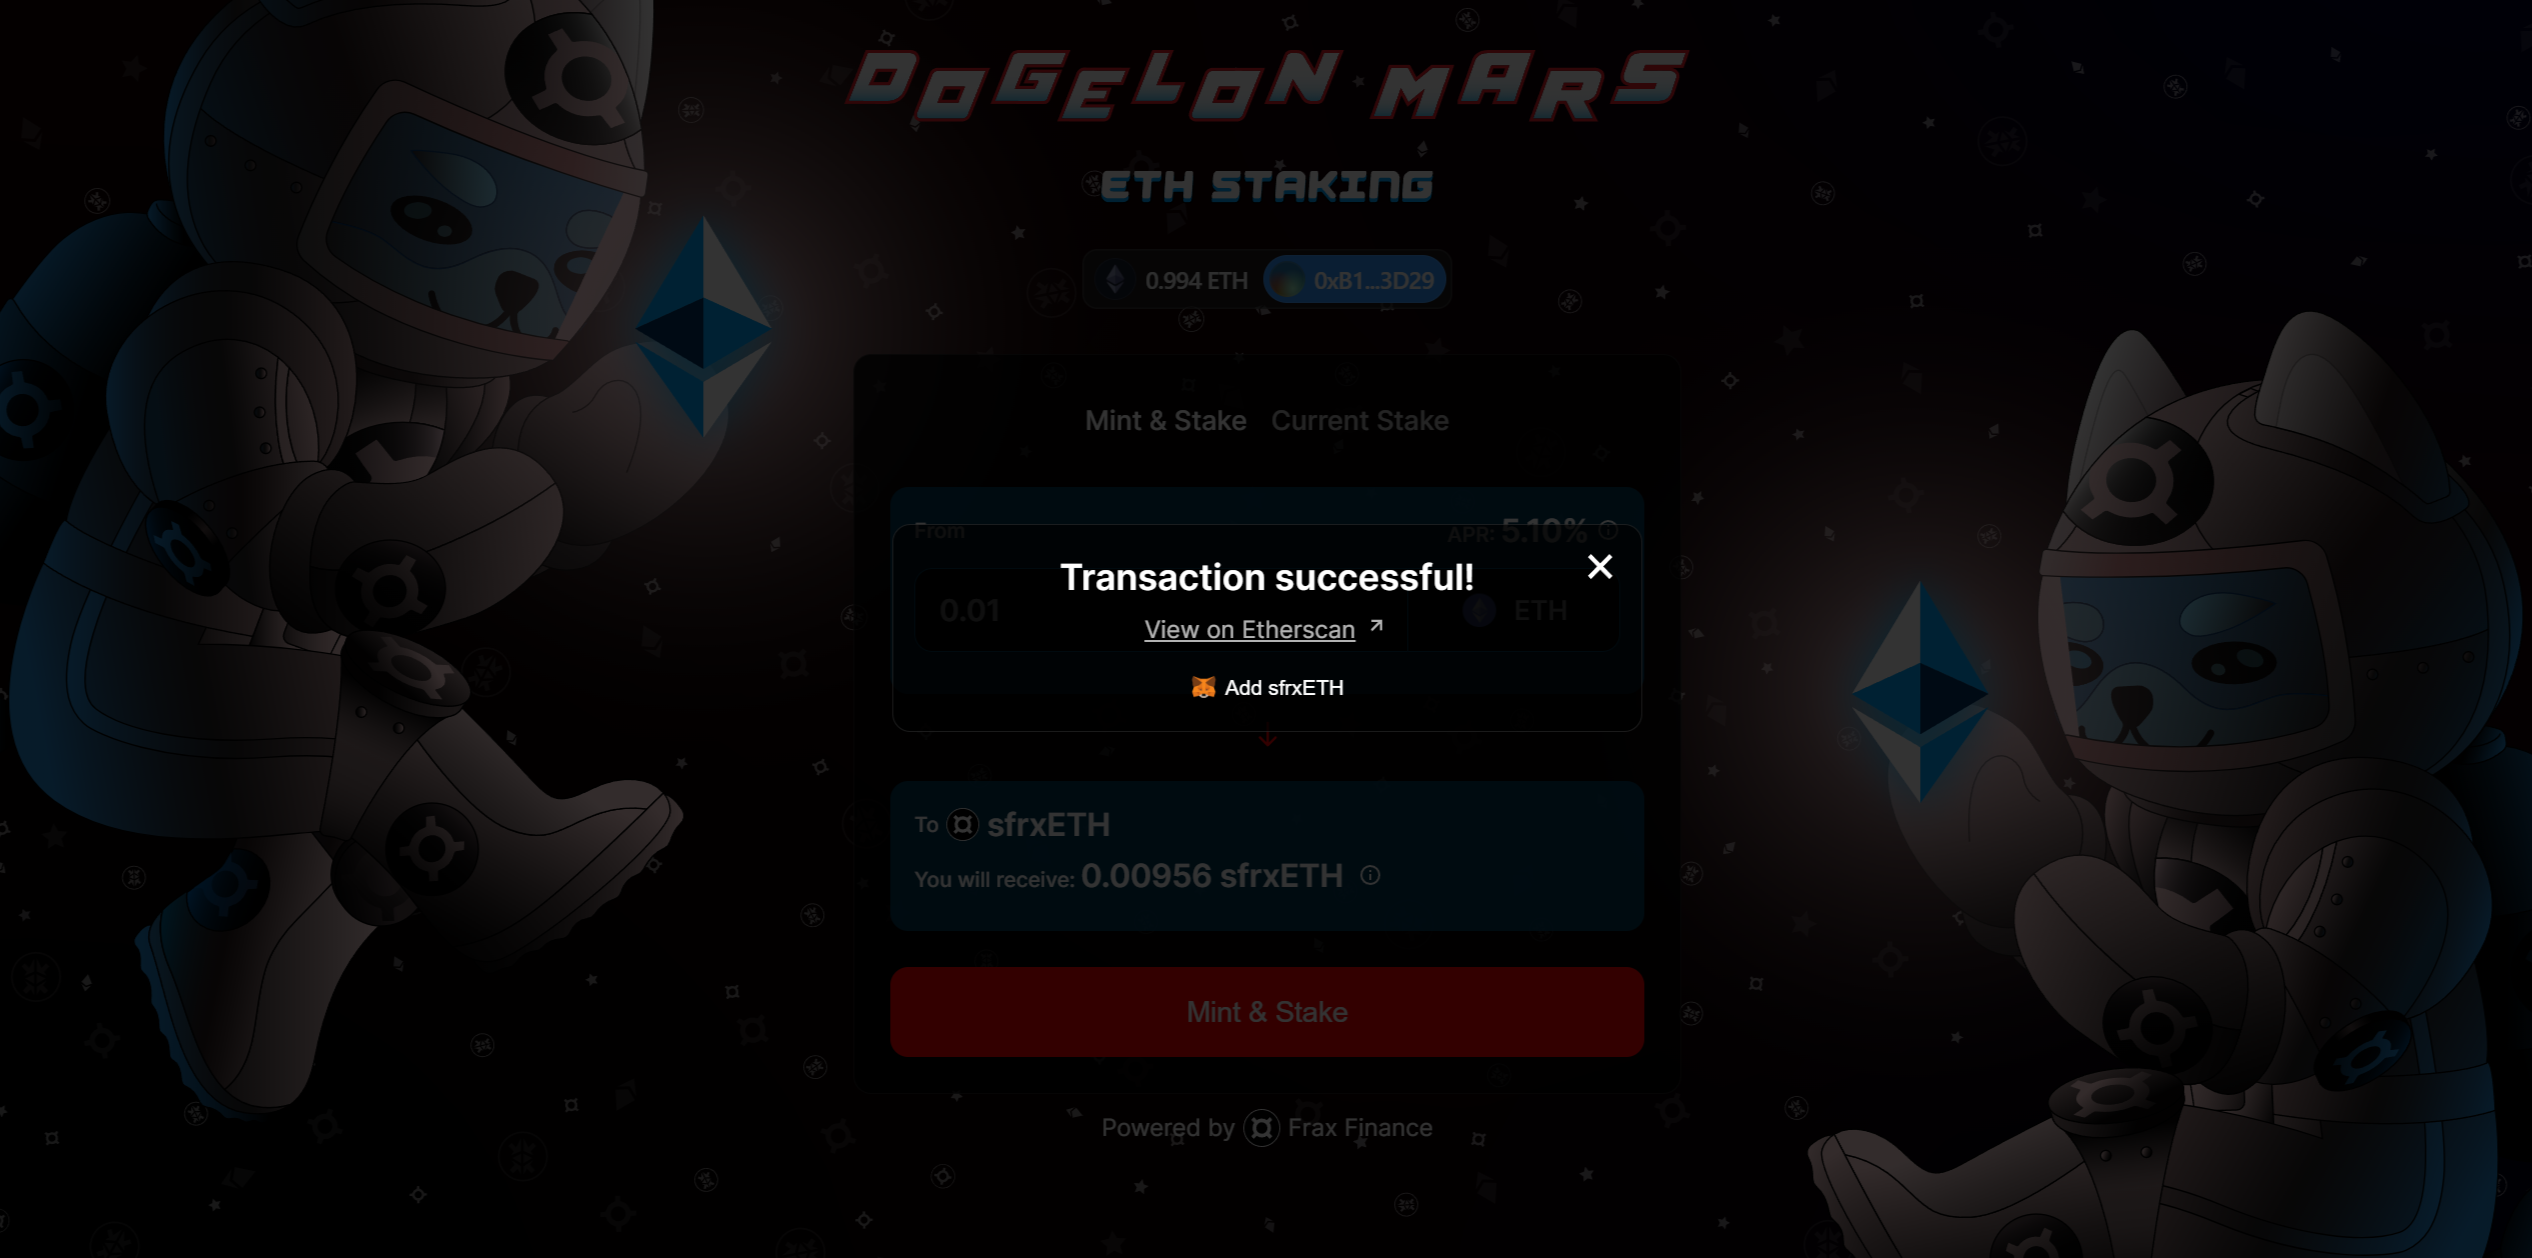 DOGELON MARS
ETH STAKING
0.994 ETH 0xB1...3D29
Mint & Stake Current Stake
From APR: 5.10%
Transaction successful!
0.01 ETH
View on Etherscan
Add sfrxETH
To sfrxETH
You will receive: 0.00956 sfrxETH
Mint & Stake
Powered by Frax Finance